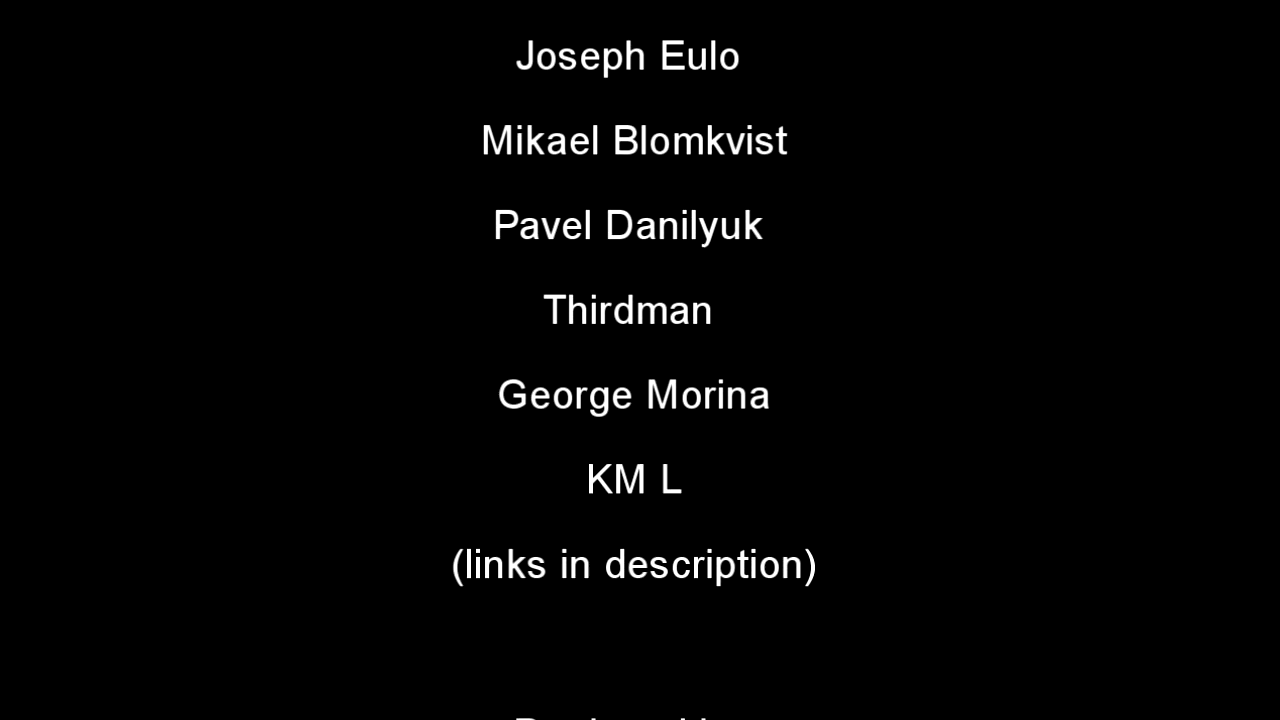 Joseph Eulo
Mikael Blomkvist
Pavel Danilyuk
Thirdman
George Morina
KM L
(links in description)